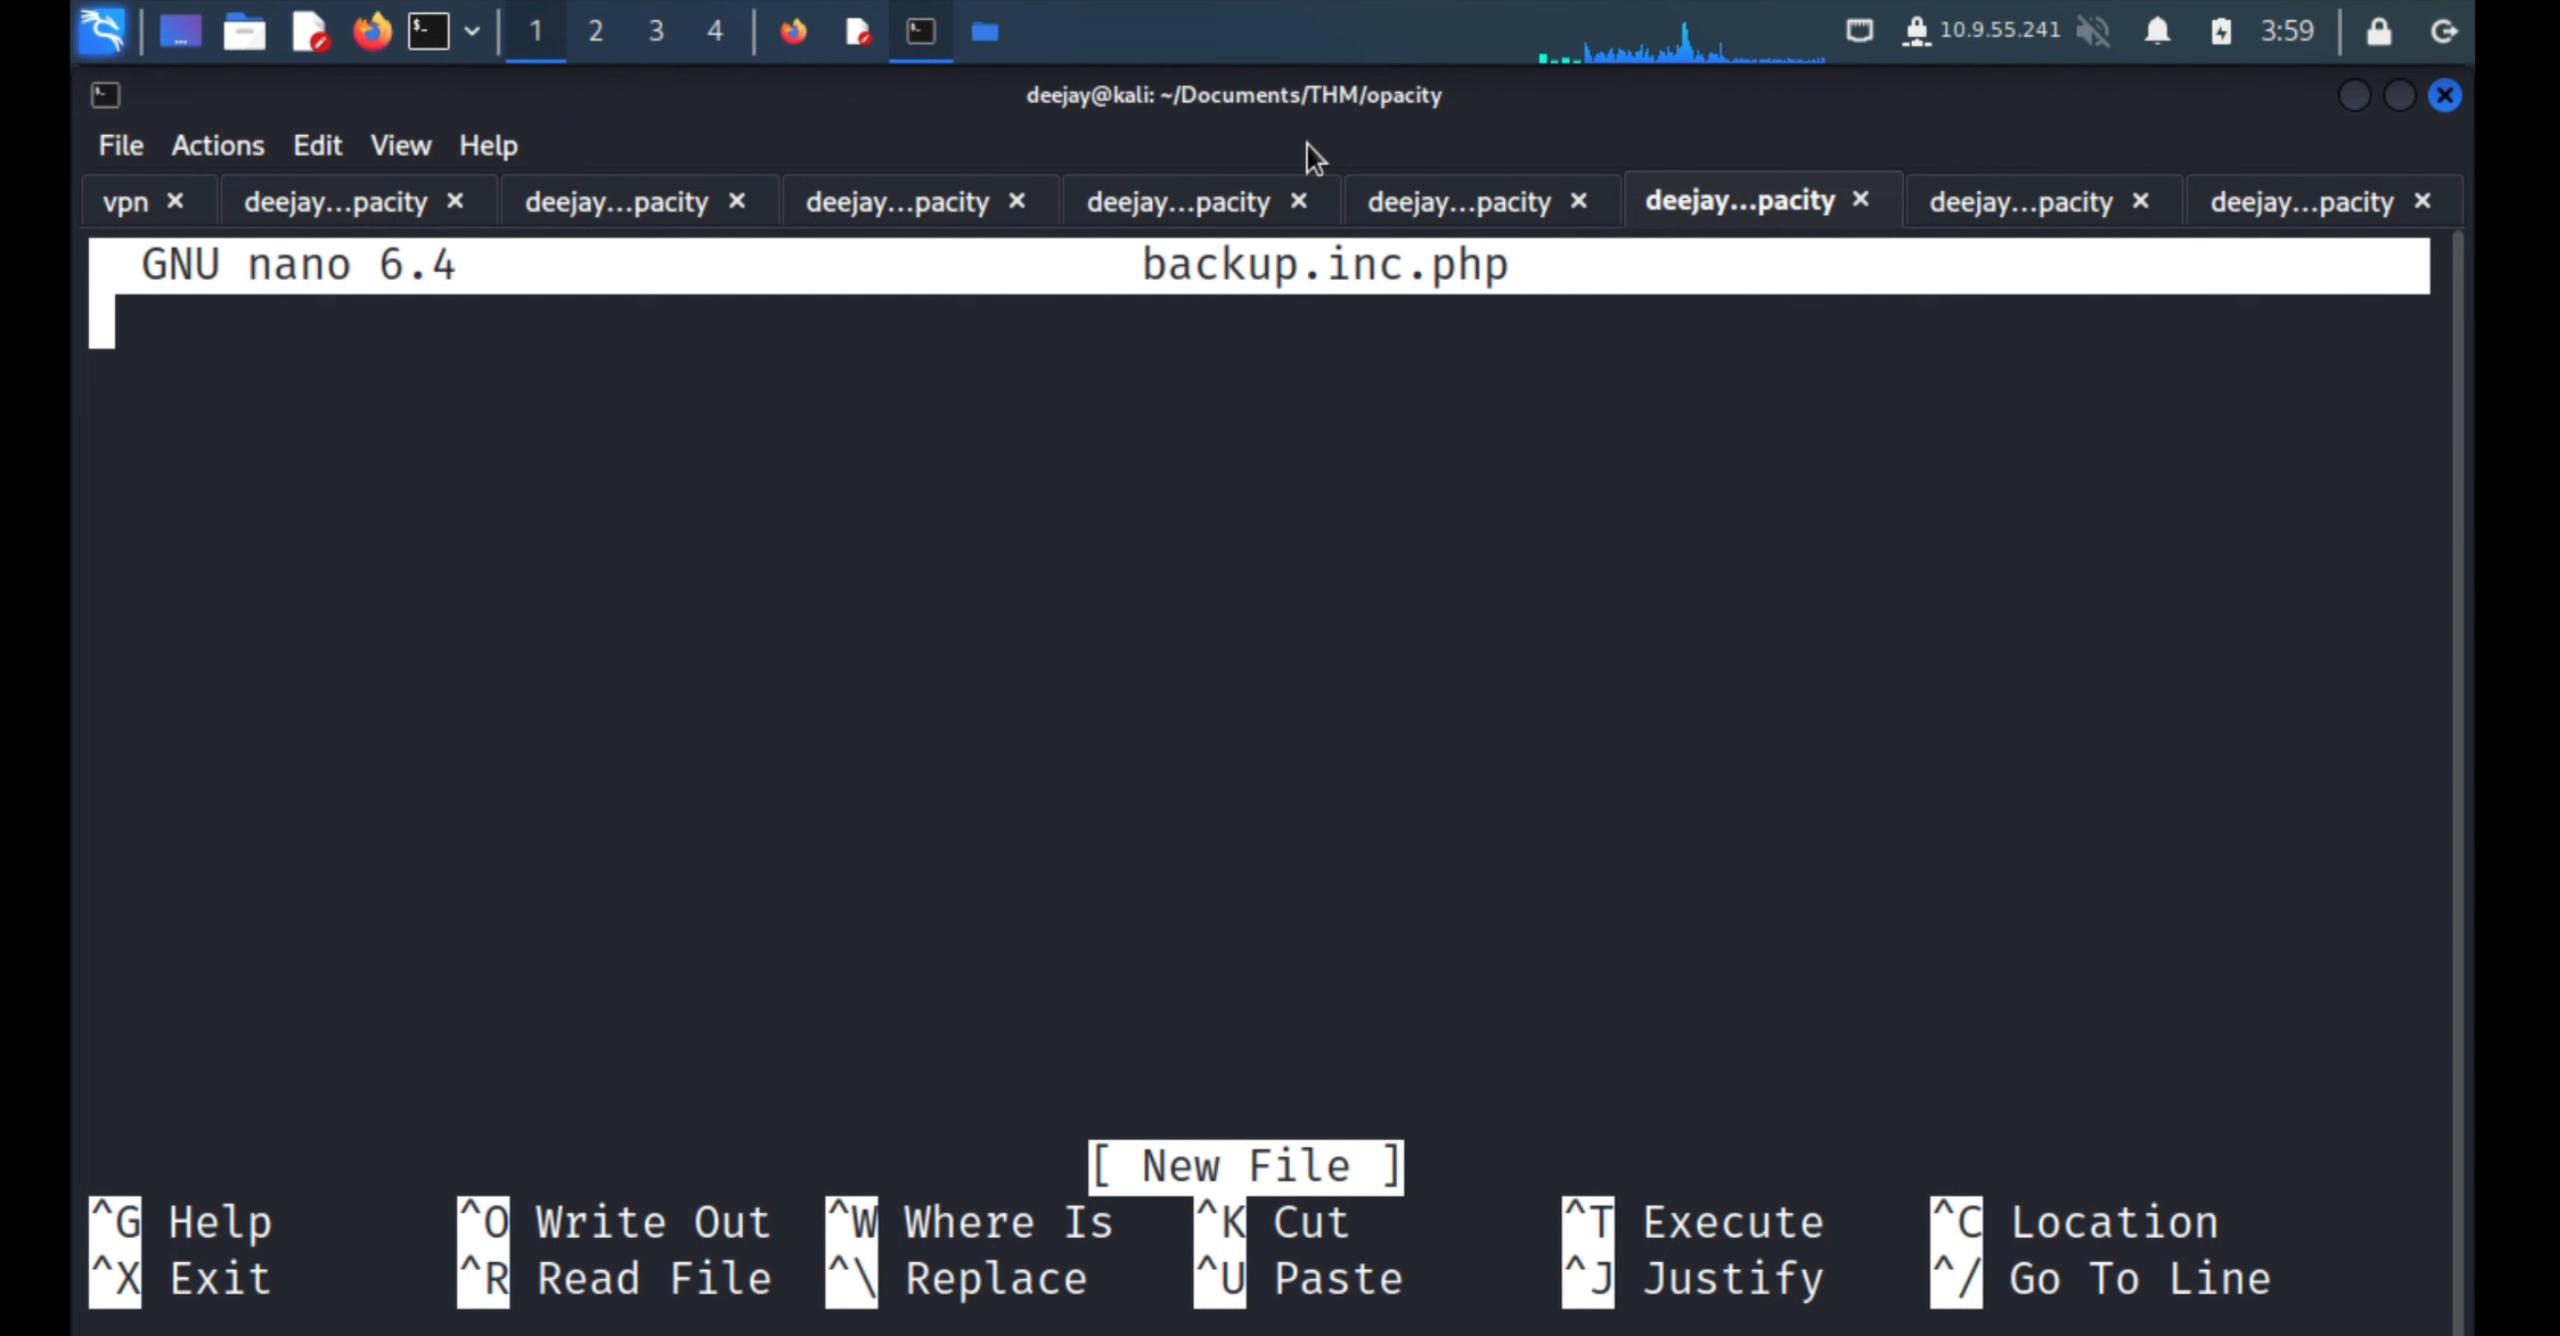 1 2 3 4 10.9.55.241 3:59
deejay@kali: ~/Documents/THM/opacity
File Actions Edit View Help
vpn × deejay...pacity × deejay...pacity × deejay...pacity × deejay...pacity × deejay...pacity × deejay...pacity × deejay...pacity × deejay...pacity ×
GNU nano 6.4 backup.inc.php
[ New File ]
^G Help ^O Write Out ^W Where Is ^K Cut ^T Execute ^C Location
^X Exit ^R Read File ^\ Replace ^U Paste ^J Justify ^/ Go To Line